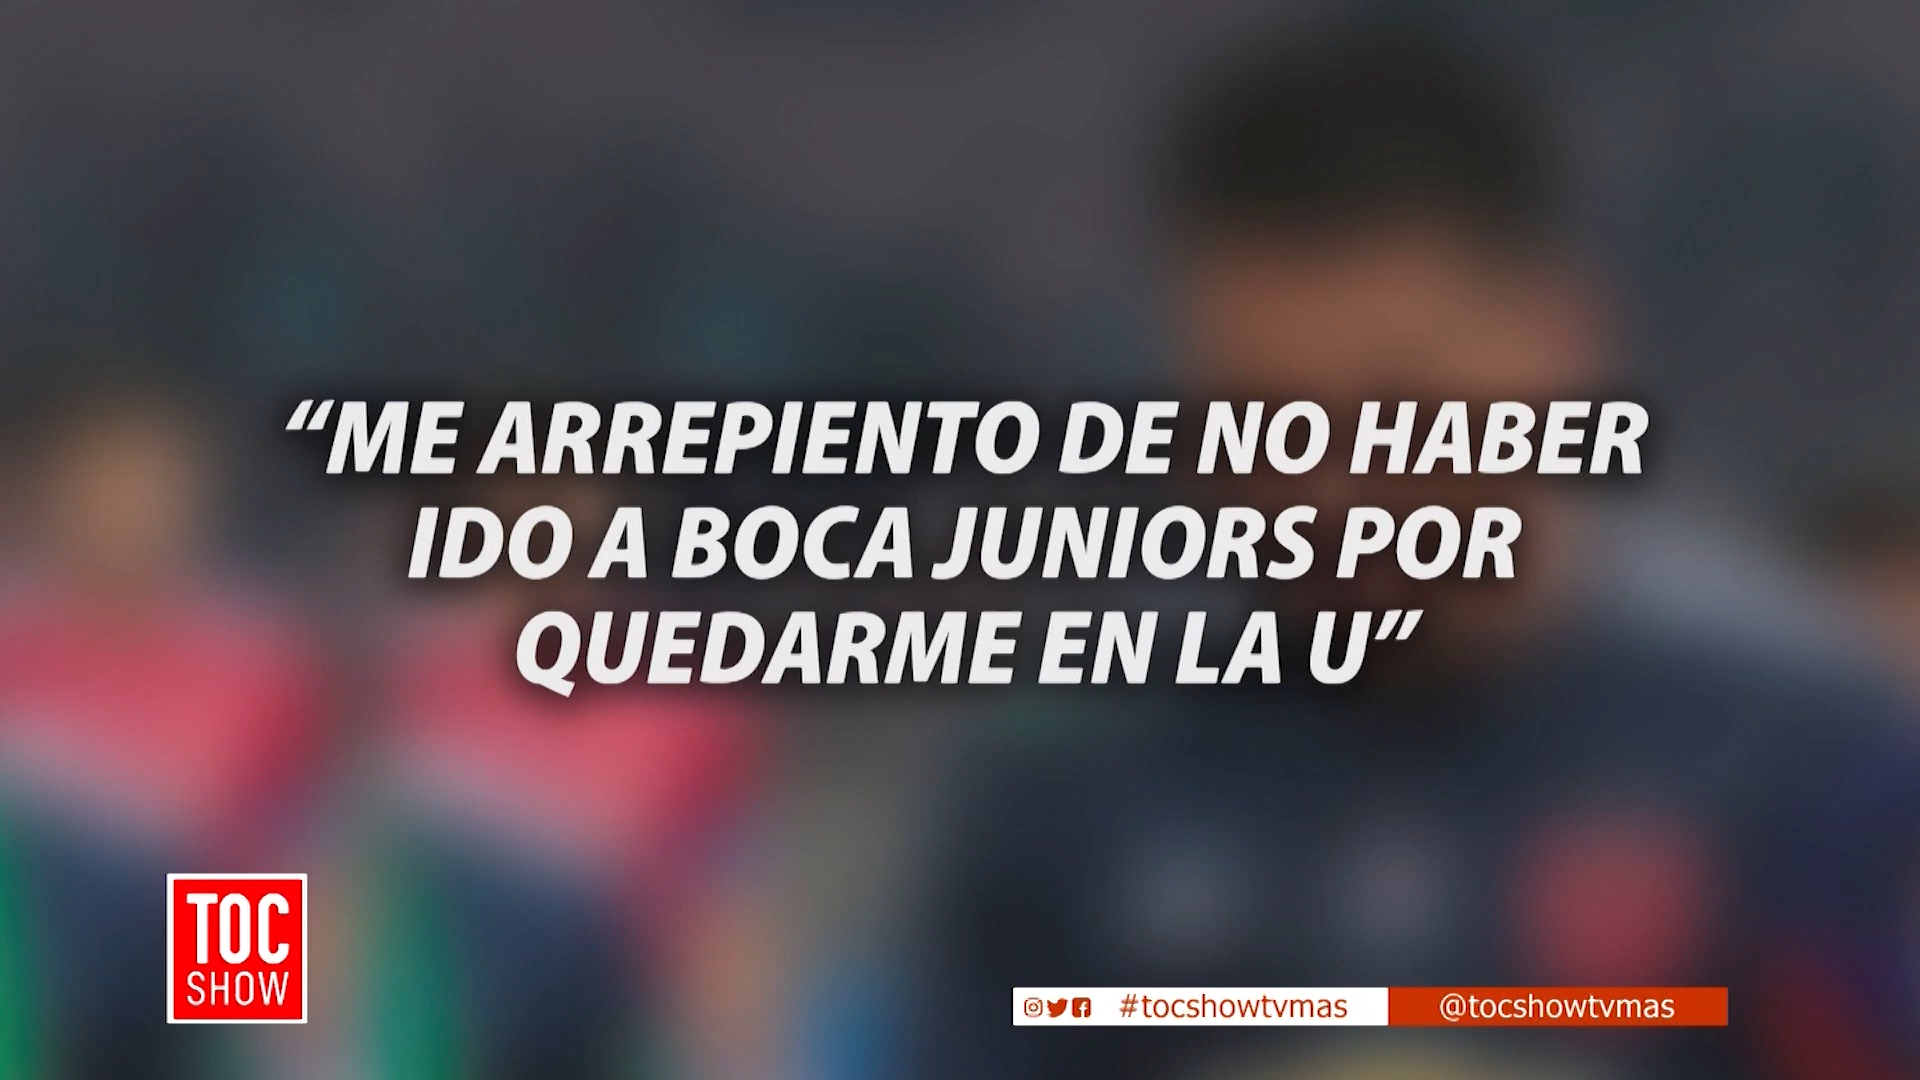 “ME ARREPIENTO DE NO HABER
IDO A BOCA JUNIORS POR
QUEDARME EN LA U”
TOC
SHOW
#tocshowtvmas
@tocshowtvmas